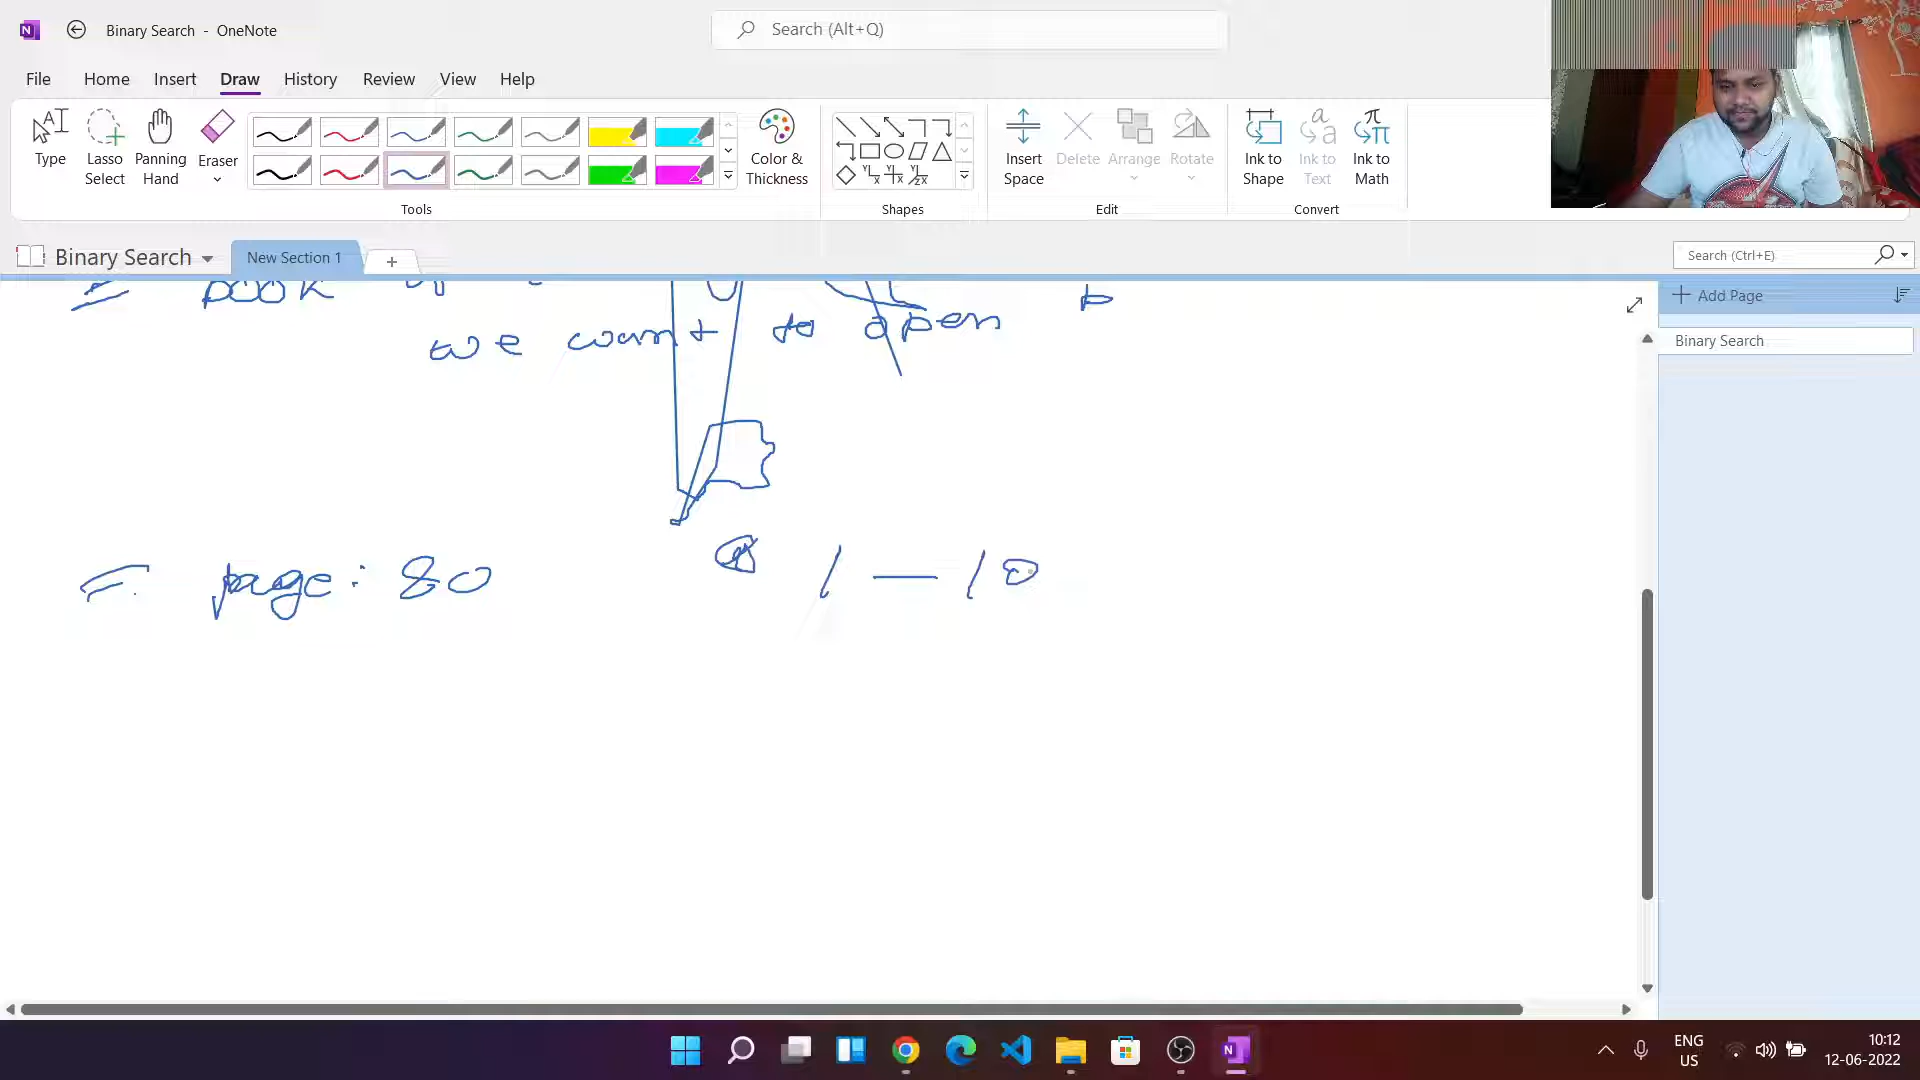 Binary Search - OneNote
Search (Alt+Q)
File Home Insert Draw History Review View Help
Type
Lasso Select
Panning Hand
Eraser
Color & Thickness
Insert Space
Delete
Arrange
Rotate
Ink to Shape
Ink to Text
Ink to Math
Tools
Shapes
Edit
Convert
Binary Search
New Section 1
Search (Ctrl+E)
Add Page
Binary Search
book
we want to open
page: 80
1 — 10
ENG
US
10:12
12-06-2022